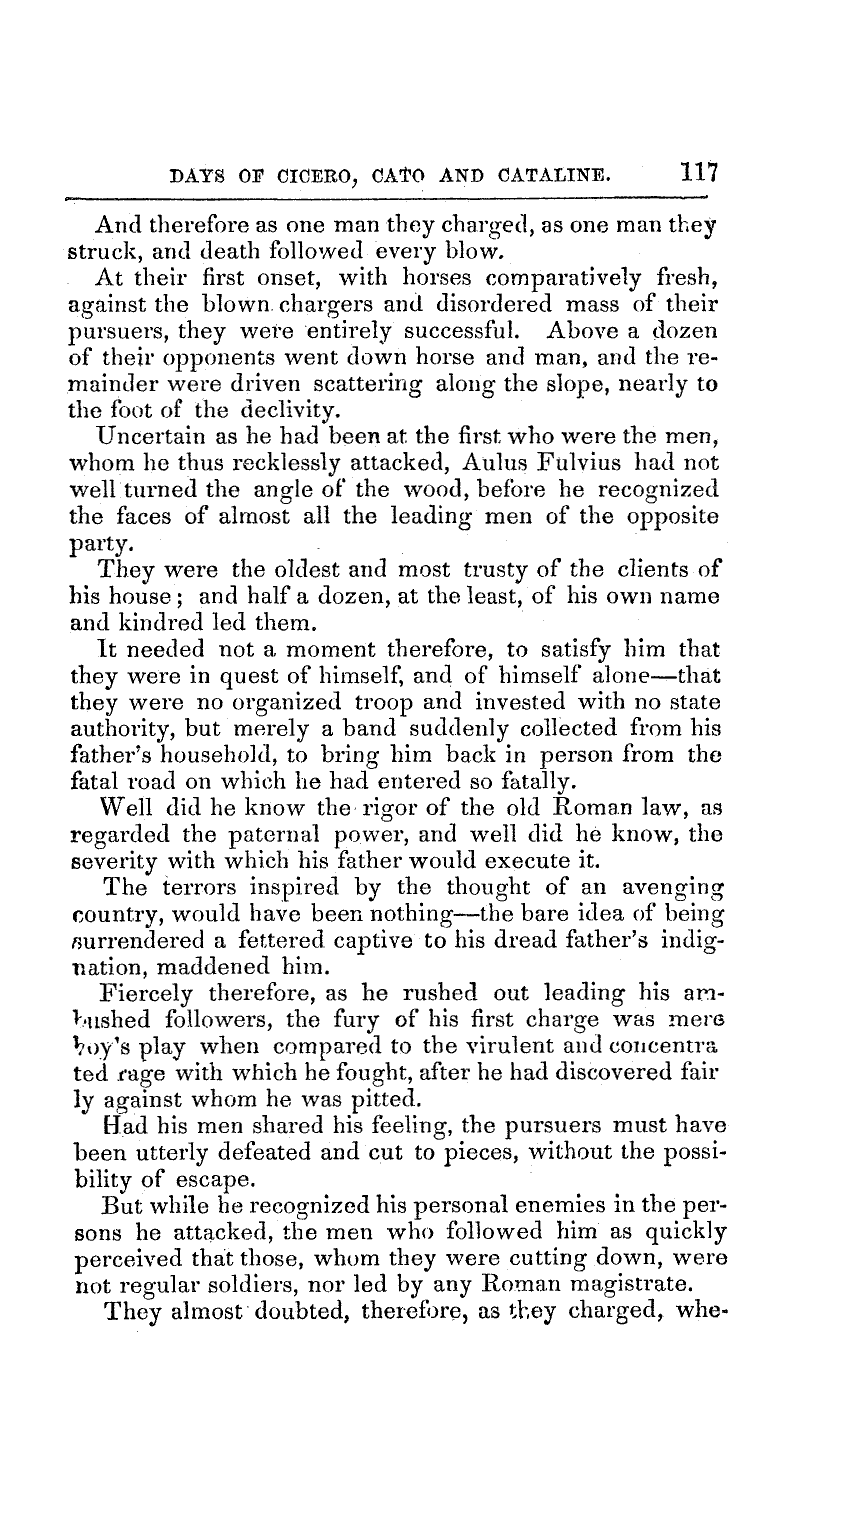 DAYS OF CICERO, CATO AND CATALINE. 117
And therefore as one man they charged, as one man they
struck, and death followed every blow.
At their first onset, with horses comparatively fresh,
against the blown chargers and disordered mass of their
pursuers, they were entirely successful. Above a dozen
of their opponents went down horse and man, and the re-
mainder were driven scattering along the slope, nearly to
the foot of the declivity.
Uncertain as he had been at the first who were the men,
whom he thus recklessly attacked, Aulus Fulvius had not
well turned the angle of the wood, before he recognized
the faces of almost all the leading men of the opposite
party.
They were the oldest and most trusty of the clients of
his house; and half a dozen, at the least, of his own name
and kindred led them.
It needed not a moment therefore, to satisfy him that
they were in quest of himself, and of himself alone—that
they were no organized troop and invested with no state
authority, but merely a band suddenly collected from his
father's household, to bring him back in person from the
fatal road on which he had entered so fatally.
Well did he know the rigor of the old Roman law, as
regarded the paternal power, and well did he know, the
severity with which his father would execute it.
The terrors inspired by the thought of an avenging
country, would have been nothing—the bare idea of being
surrendered a fettered captive to his dread father's indig-
nation, maddened him.
Fiercely therefore, as he rushed out leading his am-
bushed followers, the fury of his first charge was mere
boy's play when compared to the virulent and concentra
ted rage with which he fought, after he had discovered fair
ly against whom he was pitted.
Had his men shared his feeling, the pursuers must have
been utterly defeated and cut to pieces, without the possi-
bility of escape.
But while he recognized his personal enemies in the per-
sons he attacked, the men who followed him as quickly
perceived that those, whom they were cutting down, were
not regular soldiers, nor led by any Roman magistrate.
They almost doubted, therefore, as they charged, whe-